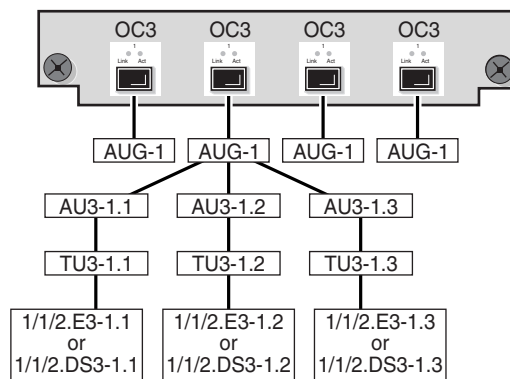 OC3 OC3 OC3 OC3
1 1 1 1
Link Act Link Act Link Act Link Act
AUG-1 AUG-1 AUG-1 AUG-1
AU3-1.1 AU3-1.2 AU3-1.3
TU3-1.1 TU3-1.2 TU3-1.3
1/1/2.E3-1.1 1/1/2.E3-1.2 1/1/2.E3-1.3
or or or
1/1/2.DS3-1.1 1/1/2.DS3-1.2 1/1/2.DS3-1.3